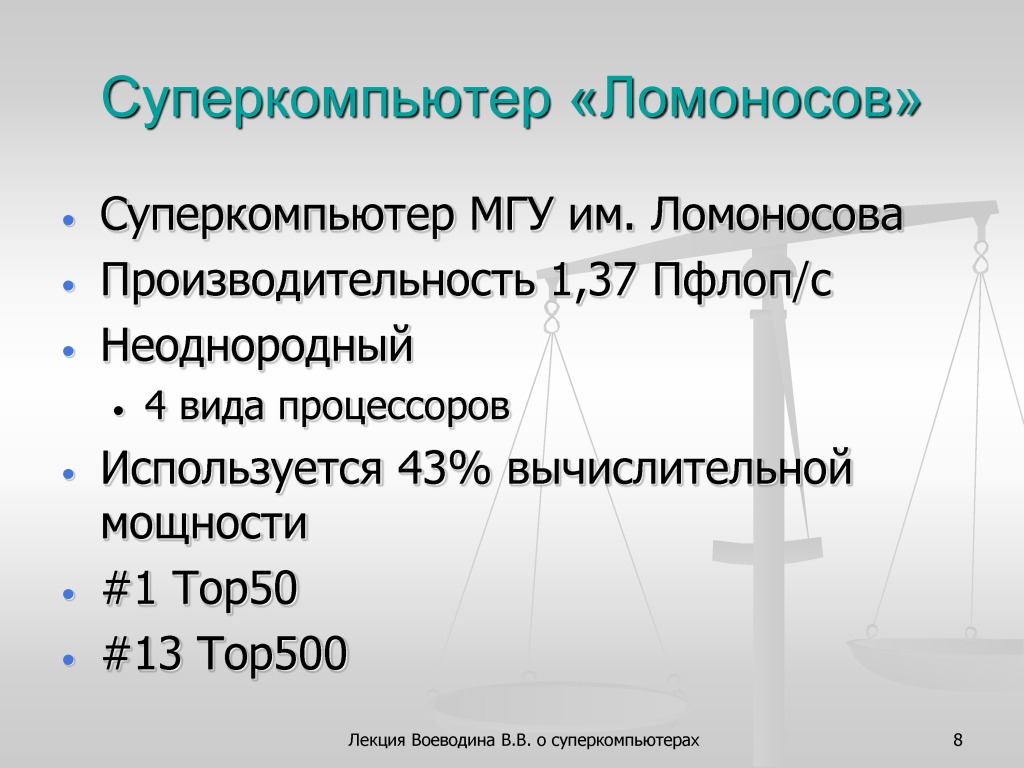 Суперкомпьютер «Ломоносов»
• Суперкомпьютер МГУ им. Ломоносова
• Производительность 1,37 Пфлоп/с
• Неоднородный
• 4 вида процессоров
• Используется 43% вычислительной
мощности
• #1 Top50
• #13 Top500
Лекция Воеводина В.В. о суперкомпьютерах
8